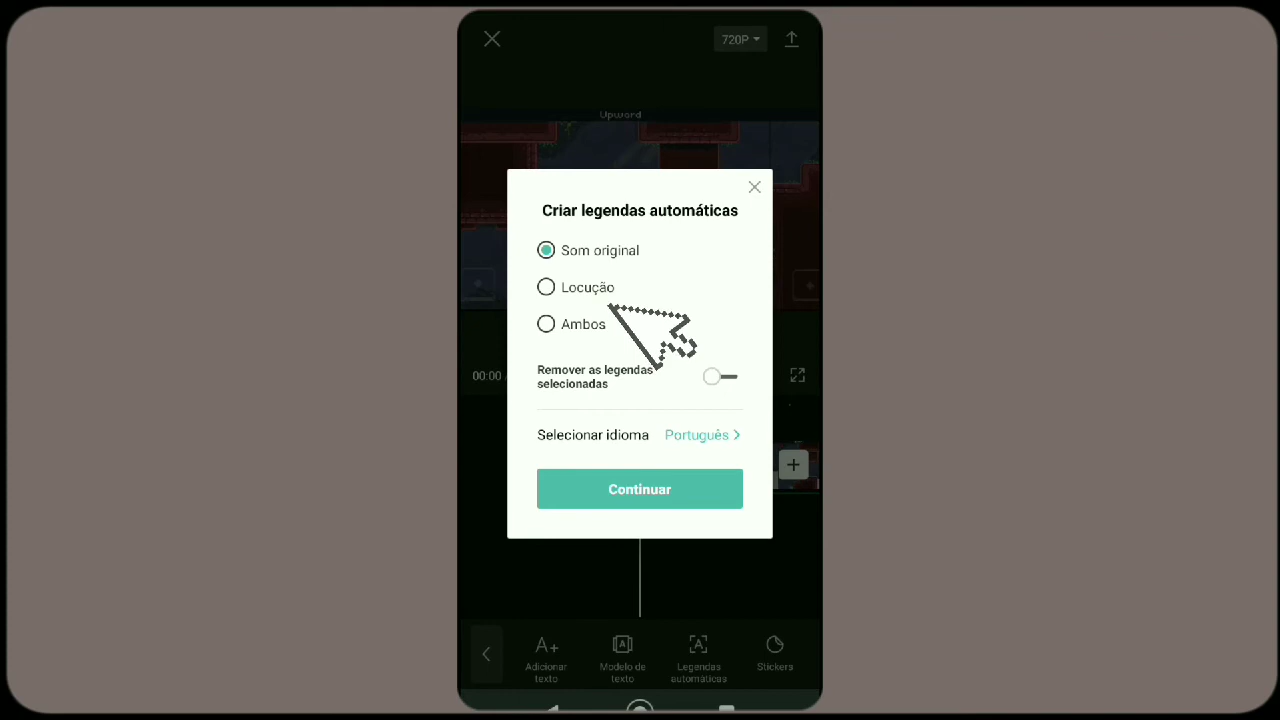 720P
Upward
Criar legendas automáticas
Som original
Locução
Ambos
Remover as legendas
selecionadas
00:00
Selecionar idioma Português
Continuar
Adicionar
texto
Modelo de
texto
Legendas
automáticas
Stickers